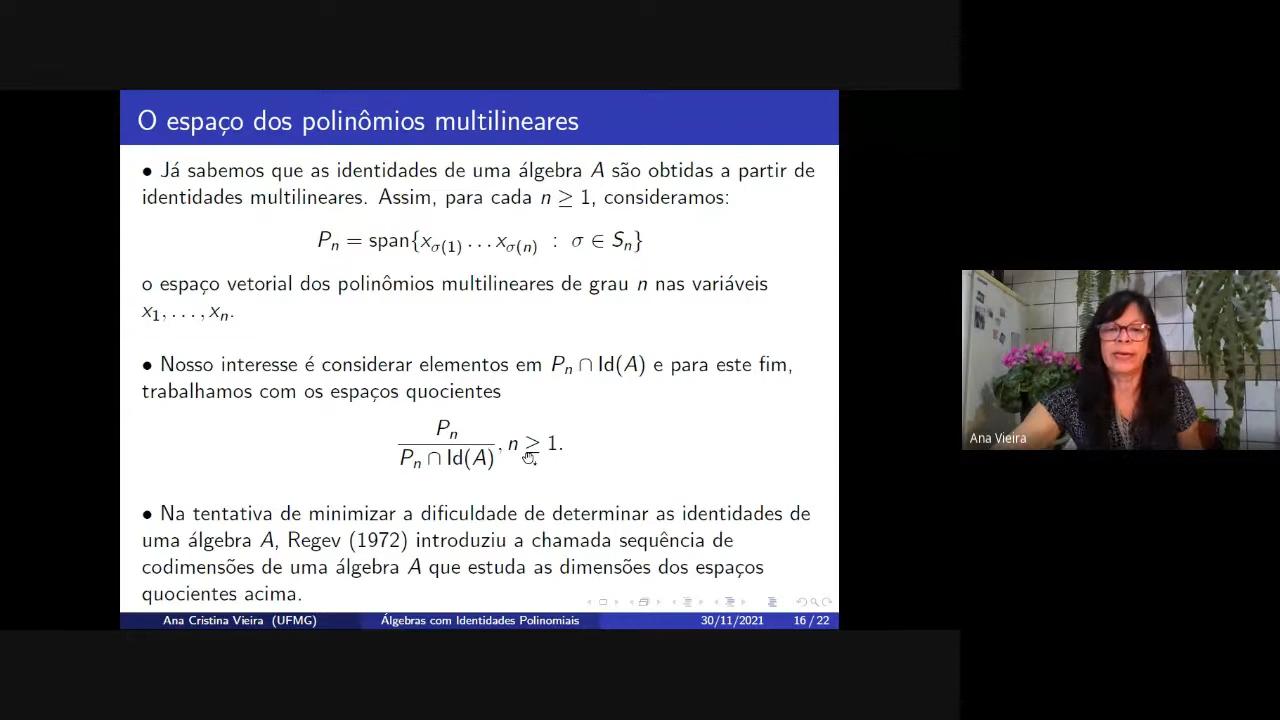 O espaço dos polinômios multilineares
• Já sabemos que as identidades de uma álgebra A são obtidas a partir de
identidades multilineares. Assim, para cada n ≥ 1, consideramos:
Pn = span{xσ(1) ... xσ(n) : σ ∈ Sn}
o espaço vetorial dos polinômios multilineares de grau n nas variáveis
x1, ..., xn.
• Nosso interesse é considerar elementos em Pn ∩ Id(A) e para este fim,
trabalhamos com os espaços quocientes
Pn
Pn ∩ Id(A) , n ≥ 1.
• Na tentativa de minimizar a dificuldade de determinar as identidades de
uma álgebra A, Regev (1972) introduziu a chamada sequência de
codimensões de uma álgebra A que estuda as dimensões dos espaços
quocientes acima.
Ana Cristina Vieira (UFMG) Álgebras com Identidades Polinomiais 30/11/2021 16 / 22
Ana Vieira